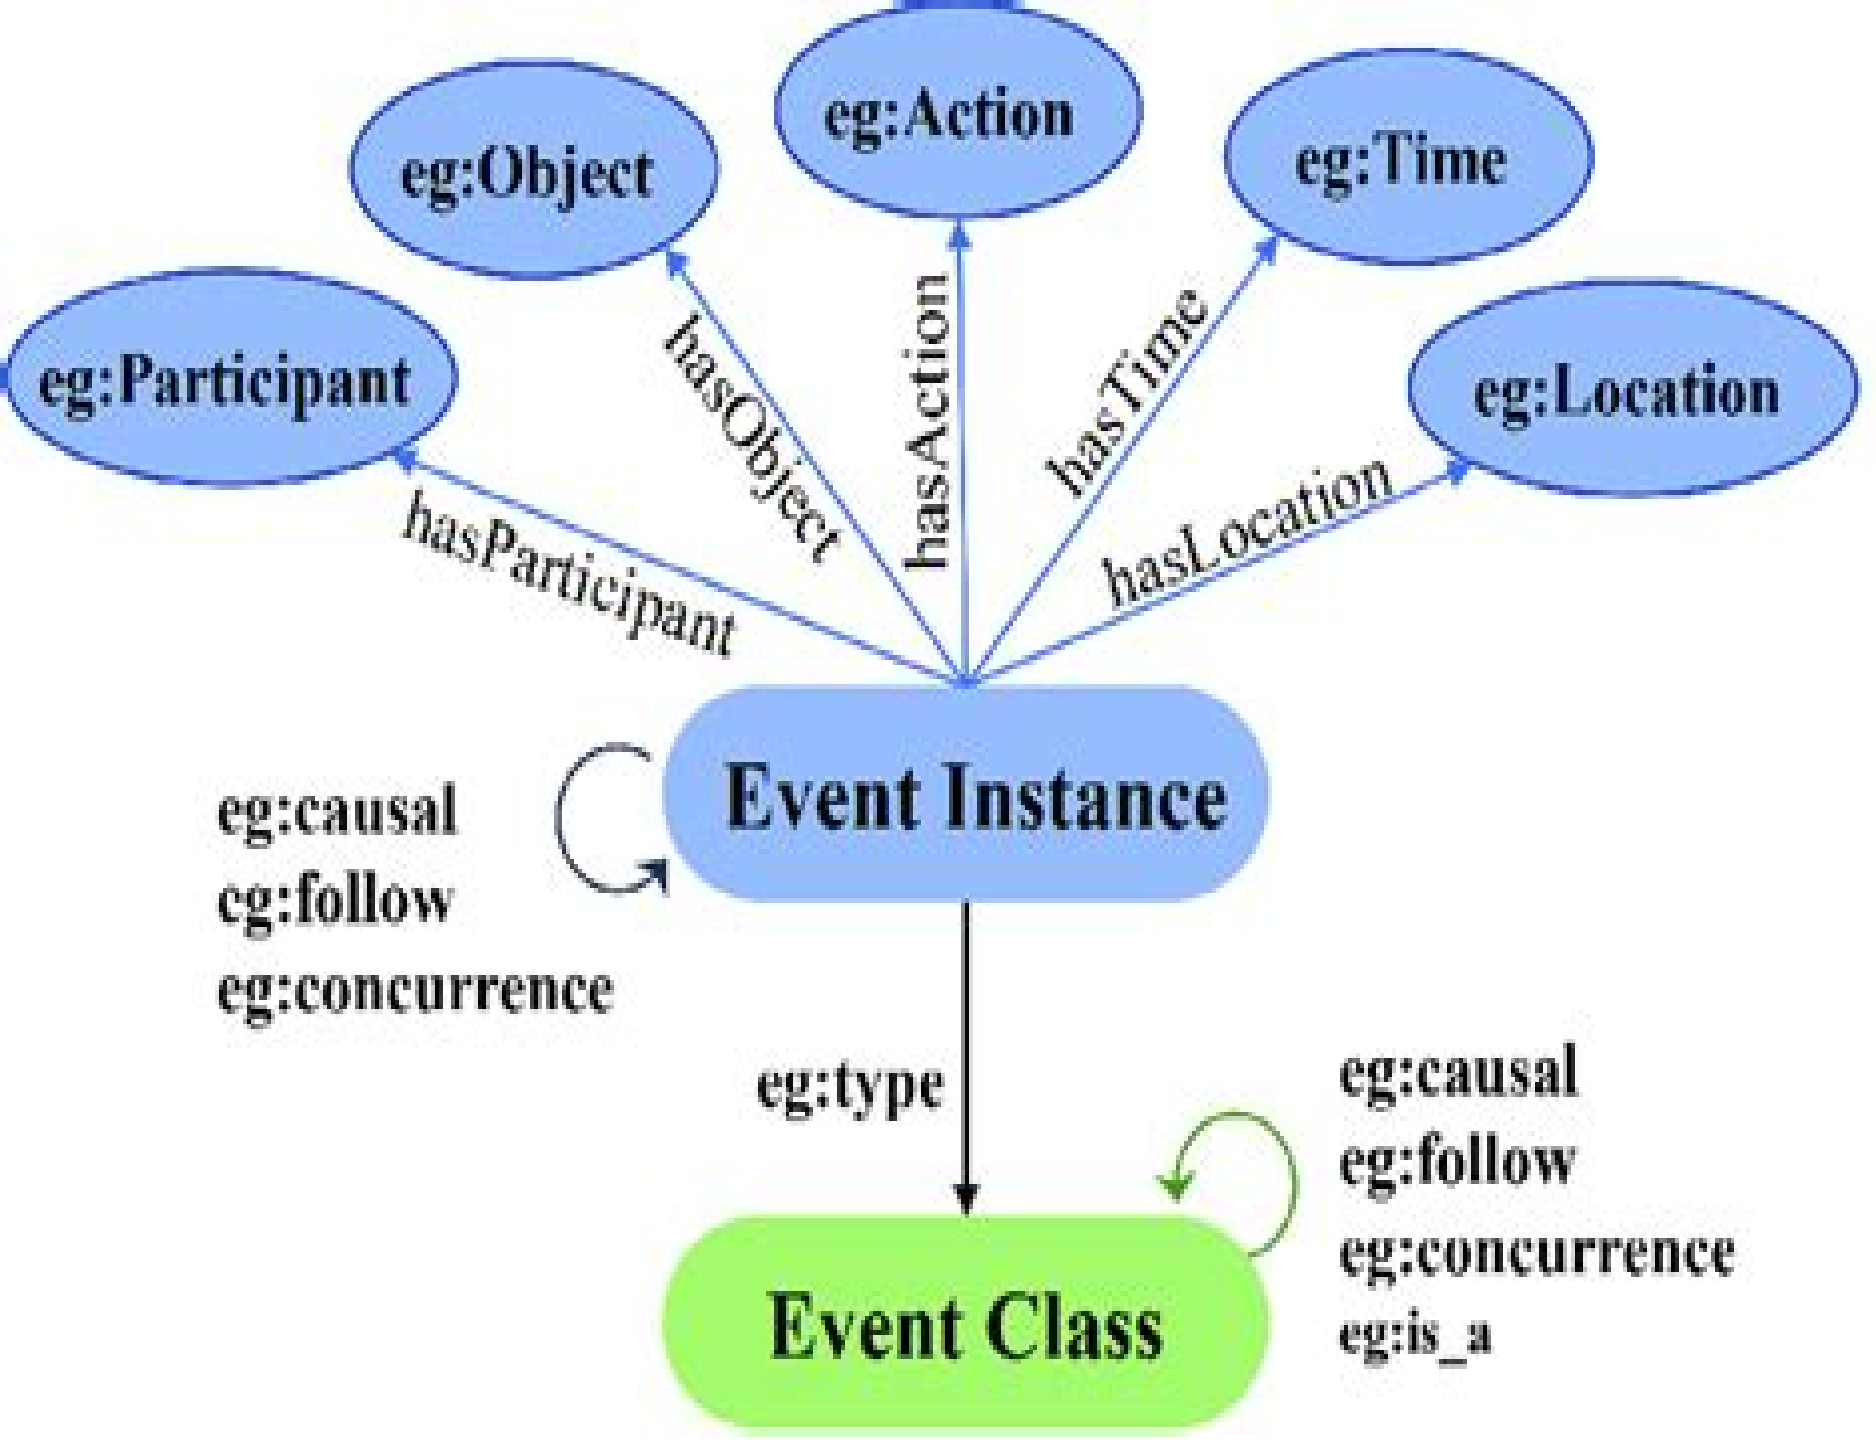 eg:Action
eg:Object
eg:Time
eg:Participant
eg:Location
hasParticipant
hasObject
hasAction
hasTime
hasLocation
Event Instance
eg:causal
cg:follow
eg:concurrence
eg:type
eg:causal
eg:follow
eg:concurrence
eg:is_a
Event Class